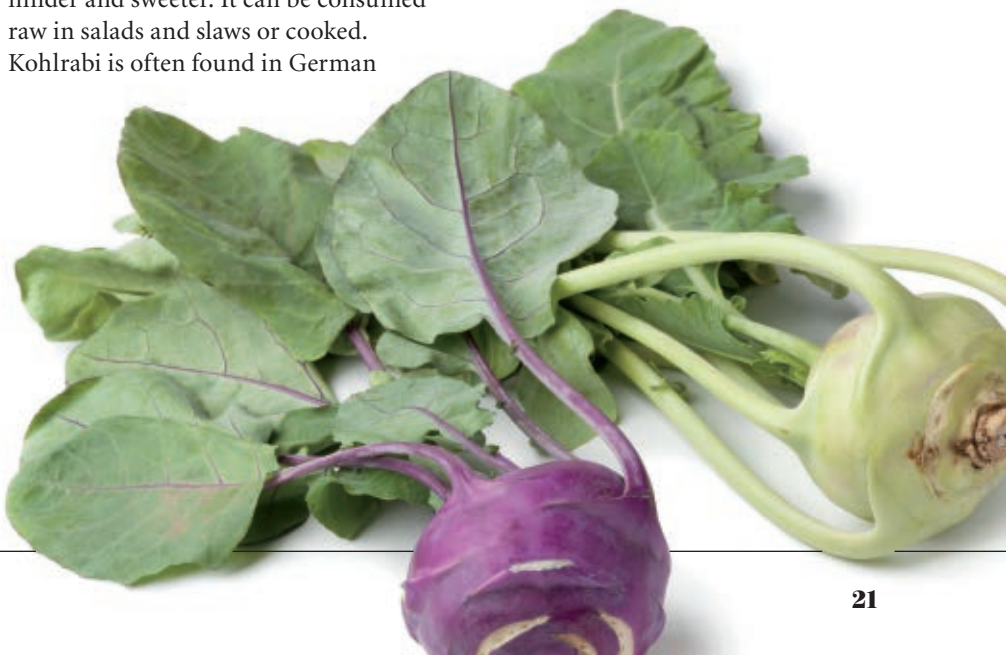 milder and sweeter. It can be consumed
raw in salads and slaws or cooked.
Kohlrabi is often found in German
21